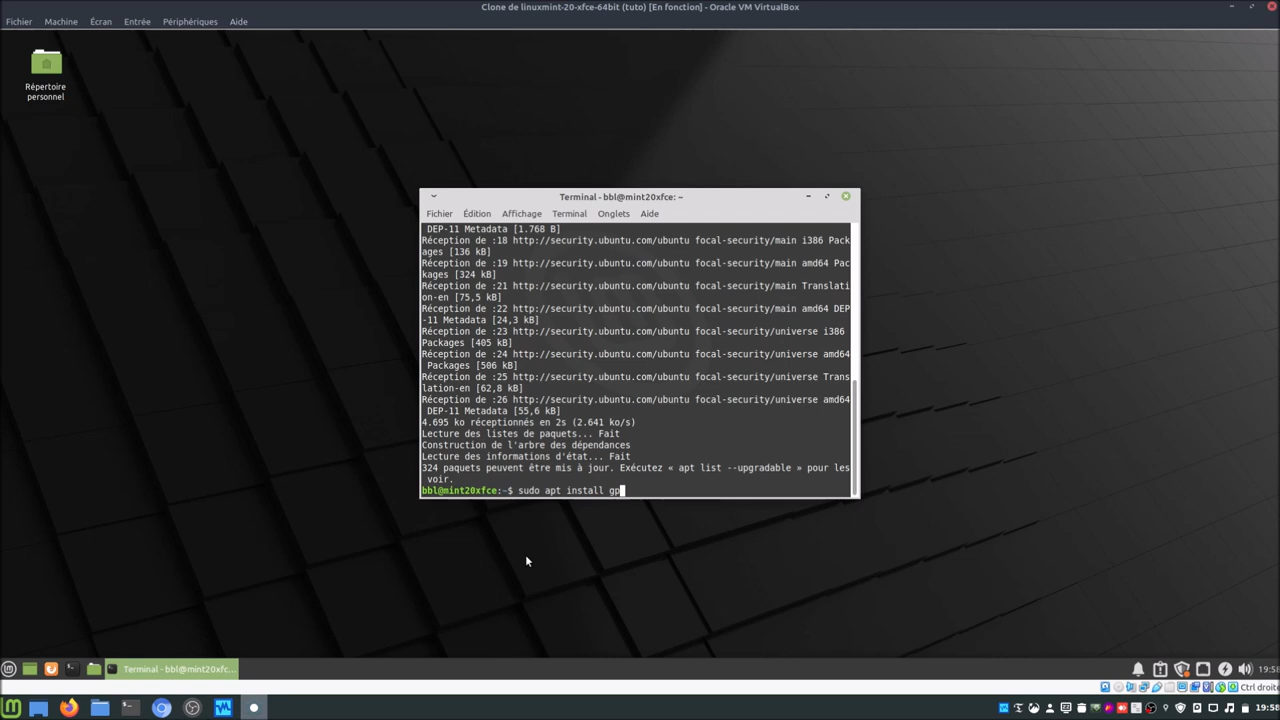 Clone de linuxmint-20-xfce-64bit (tuto) [En fonction] - Oracle VM VirtualBox
Fichier Machine Écran Entrée Périphériques Aide
Répertoire
personnel
Terminal - bbl@mint20xfce: ~
Fichier Édition Affichage Terminal Onglets Aide
DEP-11 Metadata [1.768 B]
Réception de :18 http://security.ubuntu.com/ubuntu focal-security/main i386 Pack
ages [136 kB]
Réception de :19 http://security.ubuntu.com/ubuntu focal-security/main amd64 Pac
kages [324 kB]
Réception de :21 http://security.ubuntu.com/ubuntu focal-security/main Translati
on-en [75,5 kB]
Réception de :22 http://security.ubuntu.com/ubuntu focal-security/main amd64 DEP
-11 Metadata [24,3 kB]
Réception de :23 http://security.ubuntu.com/ubuntu focal-security/universe i386
Packages [405 kB]
Réception de :24 http://security.ubuntu.com/ubuntu focal-security/universe amd64
Packages [506 kB]
Réception de :25 http://security.ubuntu.com/ubuntu focal-security/universe Trans
lation-en [62,8 kB]
Réception de :26 http://security.ubuntu.com/ubuntu focal-security/universe amd64
DEP-11 Metadata [55,6 kB]
4.695 ko réceptionnés en 2s (2.641 ko/s)
Lecture des listes de paquets... Fait
Construction de l'arbre des dépendances
Lecture des informations d'état... Fait
324 paquets peuvent être mis à jour. Exécutez « apt list --upgradable » pour les
voir.
bbl@mint20xfce:~$ sudo apt install gp
Terminal - bbl@mint20xfc...
19:58
Ctrl droite
19:58